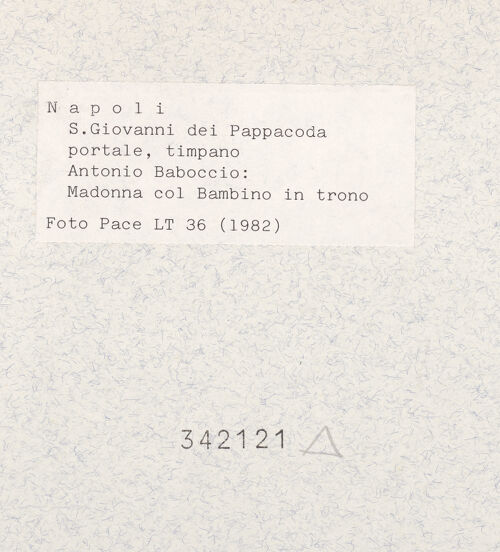 N a p o l i
S.Giovanni dei Pappacoda
portale, timpano
Antonio Baboccio:
Madonna col Bambino in trono
Foto Pace LT 36 (1982)
342121